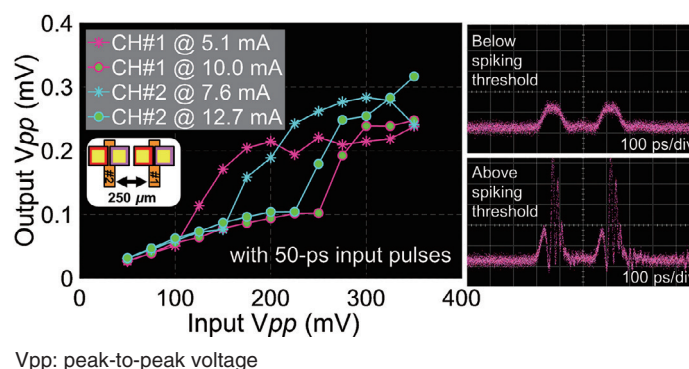 0.4
0.3
0.2
0.1
0
Output Vpp (mV)
CH#1 @ 5.1 mA
CH#1 @ 10.0 mA
CH#2 @ 7.6 mA
CH#2 @ 12.7 mA
#2
#1
250 μm
with 50-ps input pulses
0
100
200
300
400
Input Vpp (mV)
Below
spiking
threshold
100 ps/div
Above
spiking
threshold
100 ps/div
Vpp: peak-to-peak voltage